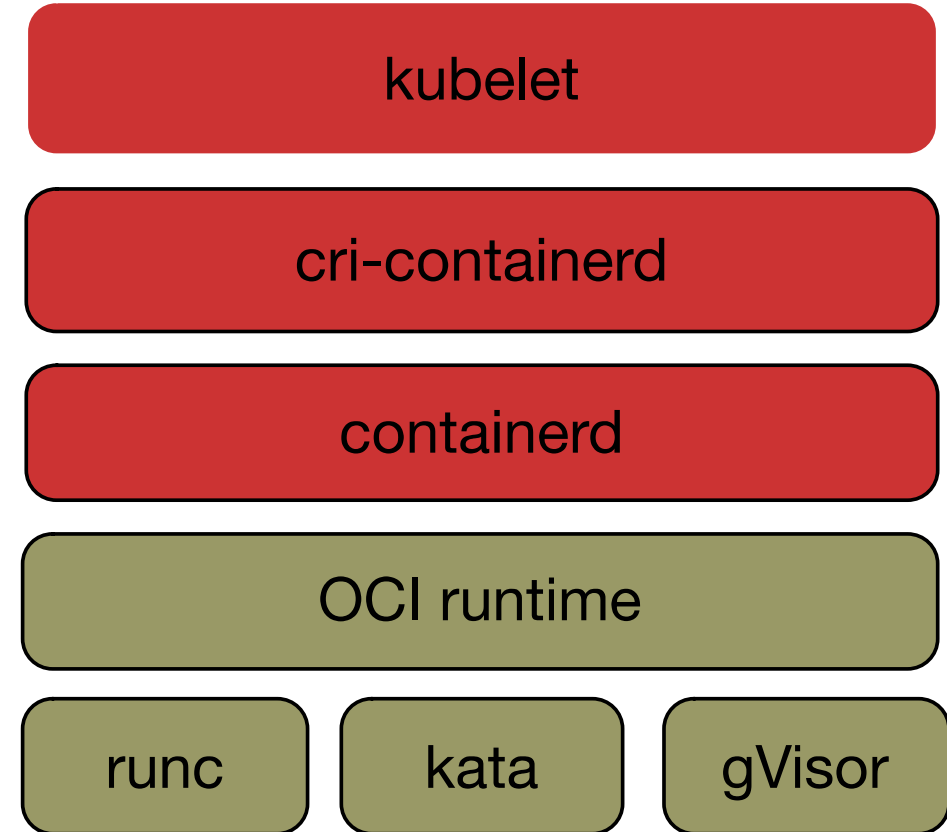 kubelet
cri-containerd
containerd
OCI runtime
runc
kata
gVisor